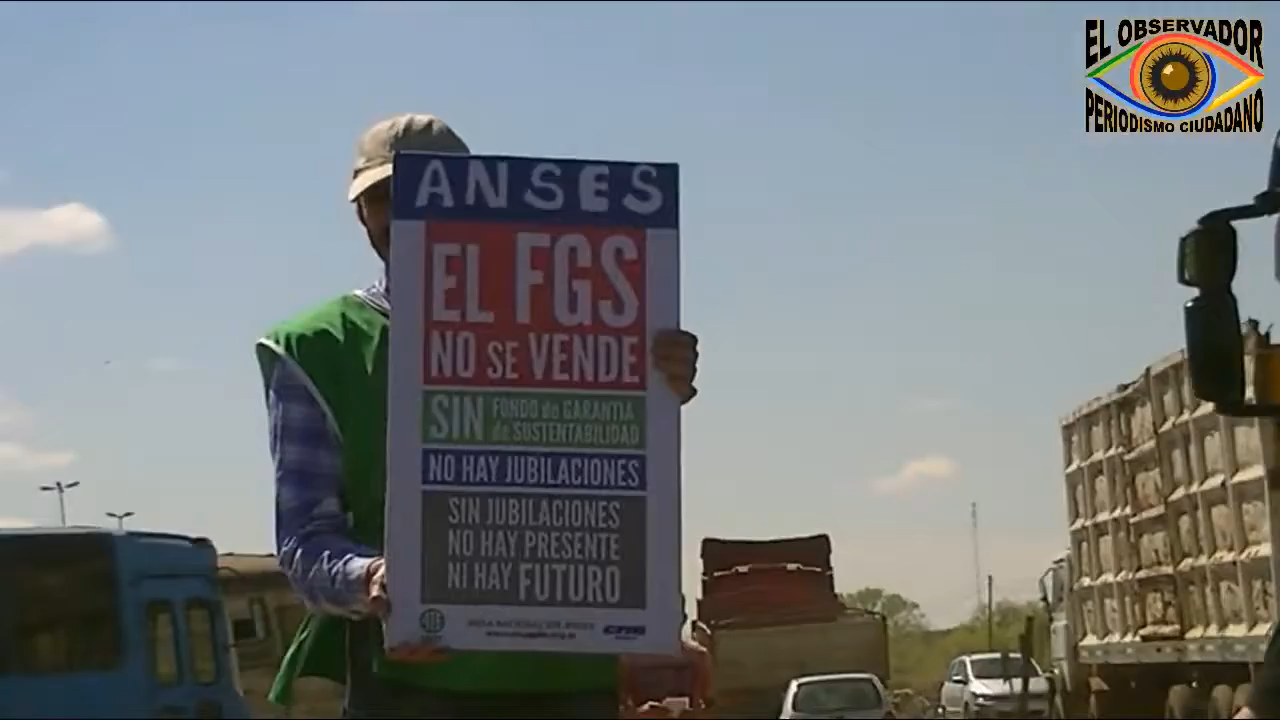 EL OBSERVADOR
PERIODISMO CIUDADANO
ANSES
EL FGS
NO SE VENDE
SIN FONDO de GARANTIA
de SUSTENTABILIDAD
NO HAY JUBILACIONES
SIN JUBILACIONES
NO HAY PRESENTE
NI HAY FUTURO